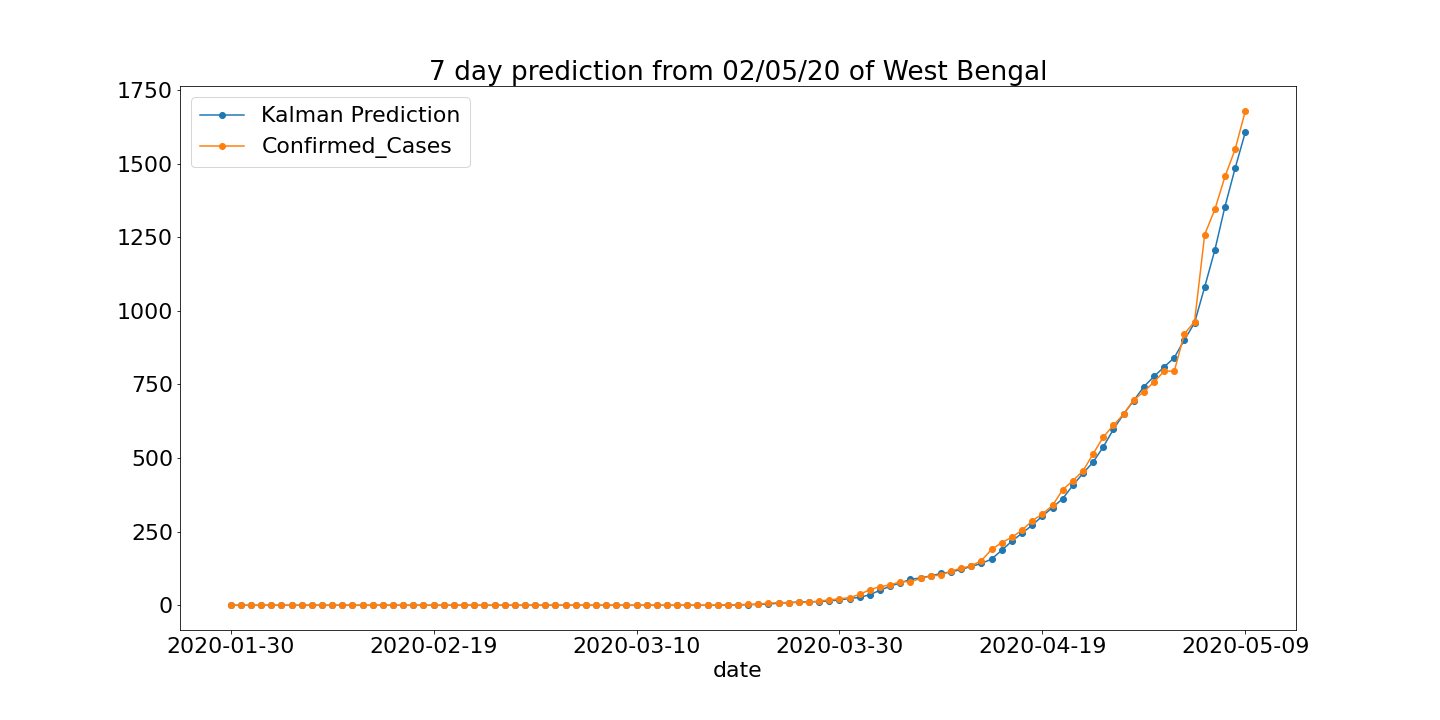 7 day prediction from 02/05/20 of West Bengal
1750
Kalman Prediction
Confirmed_Cases
1500
1250
1000
750
500
250
0
2020-01-30 2020-02-19 2020-03-10 2020-03-30 2020-04-19 2020-05-09
date